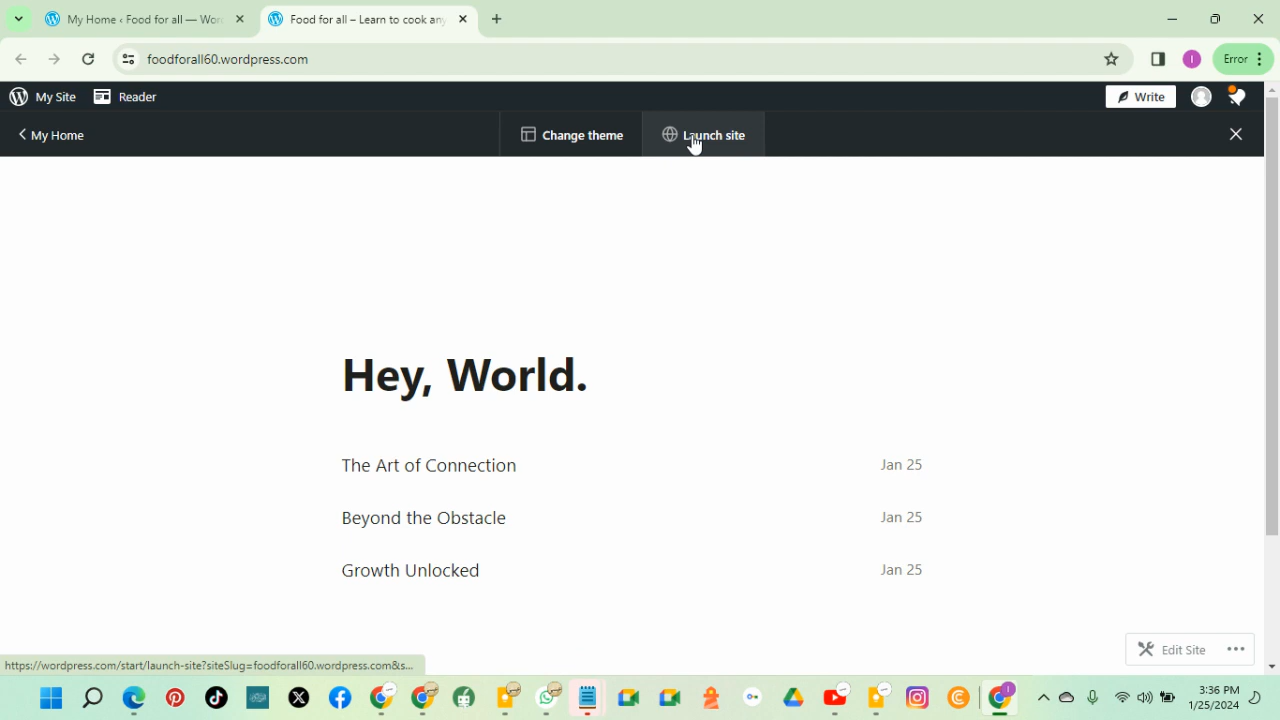 My Home ‹ Food for all — Wor
Food for all – Learn to cook any
foodforall60.wordpress.com
Error
My Site
Reader
Write
My Home
Change theme
Launch site
Hey, World.
The Art of Connection Jan 25
Beyond the Obstacle Jan 25
Growth Unlocked Jan 25
Edit Site
https://wordpress.com/start/launch-site?siteSlug=foodforall60.wordpress.com&s...
3:36 PM
1/25/2024